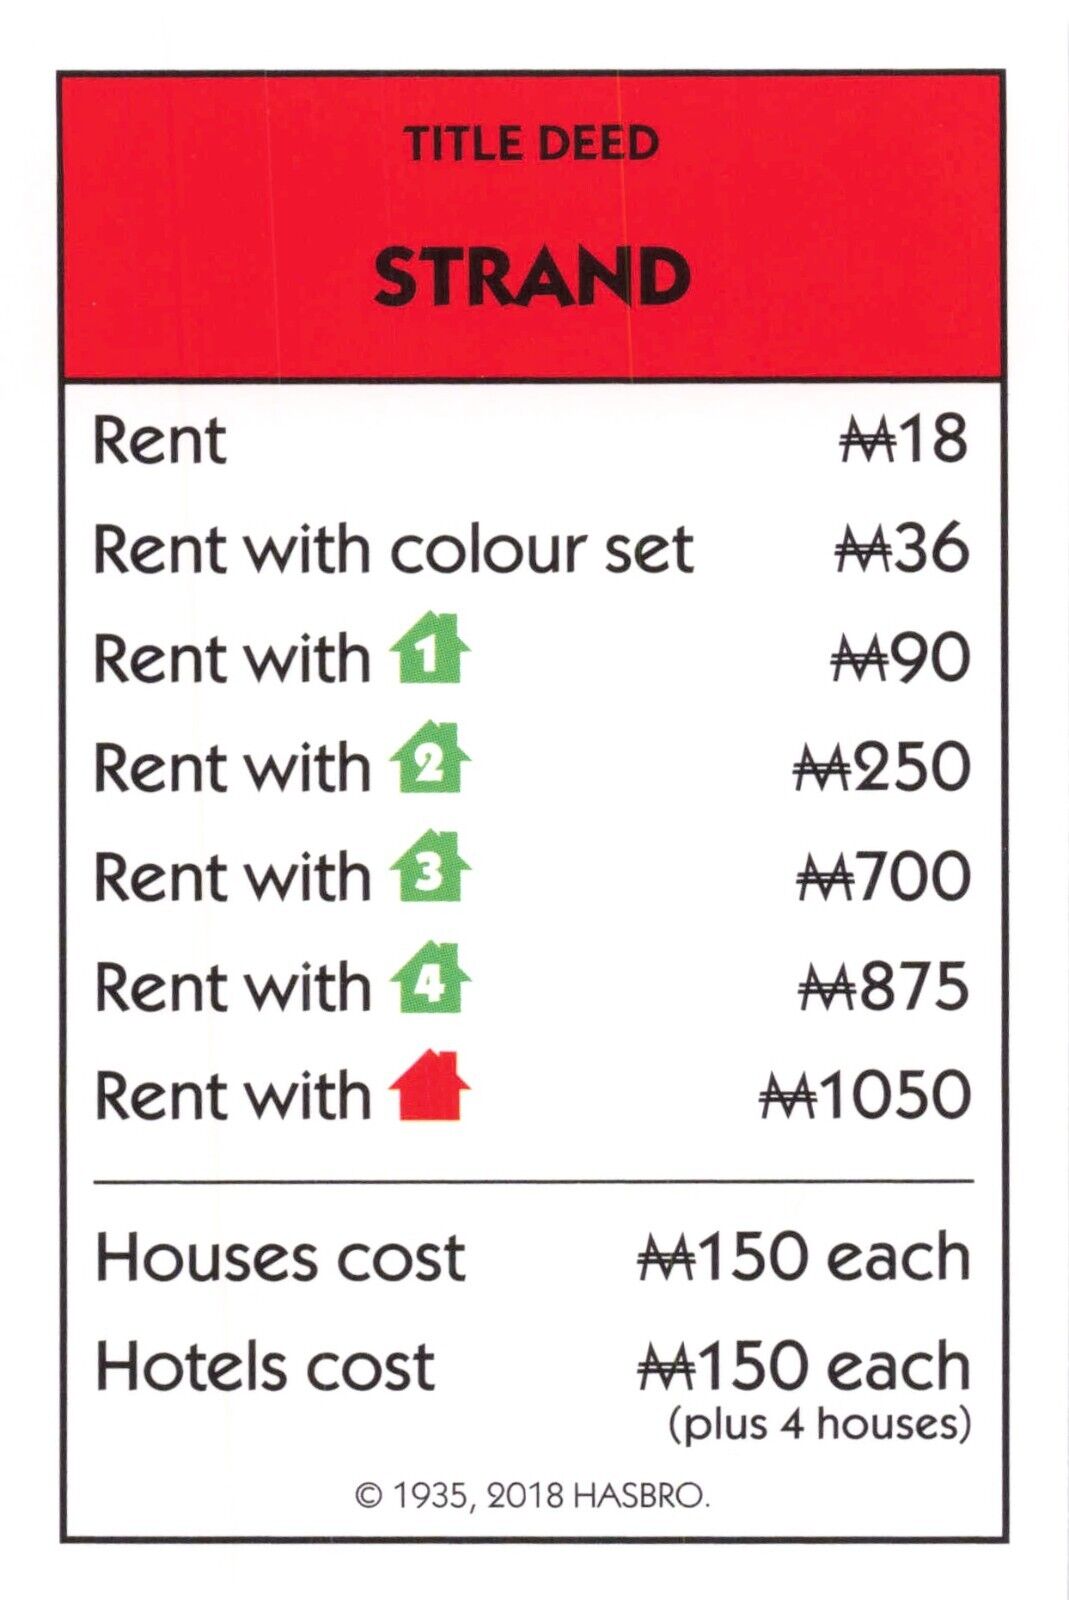 TITLE DEED
STRAND
Rent ₩18
Rent with colour set ₩36
Rent with 1 ₩90
Rent with 2 ₩250
Rent with 3 ₩700
Rent with 4 ₩875
Rent with ₩1050
Houses cost ₩150 each
Hotels cost ₩150 each
(plus 4 houses)
© 1935, 2018 HASBRO.